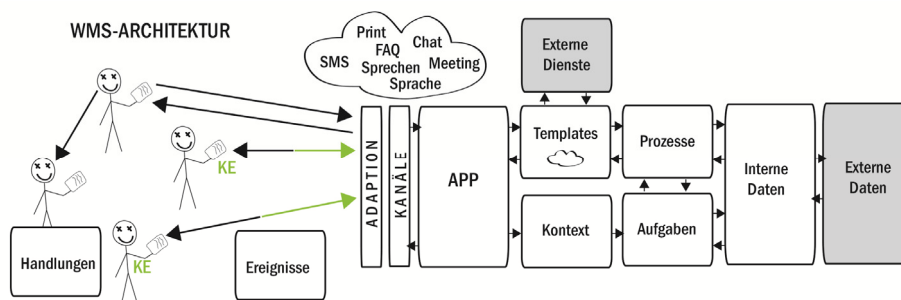 WMS-ARCHITEKTUR
Print
Chat
FAQ
SMS
Meeting
Sprechen
Sprache
Externe
Dienste
KE
KE
Handlungen
Ereignisse
ADAPTION
KANÄLE
APP
Templates
Prozesse
Kontext
Aufgaben
Interne
Daten
Externe
Daten